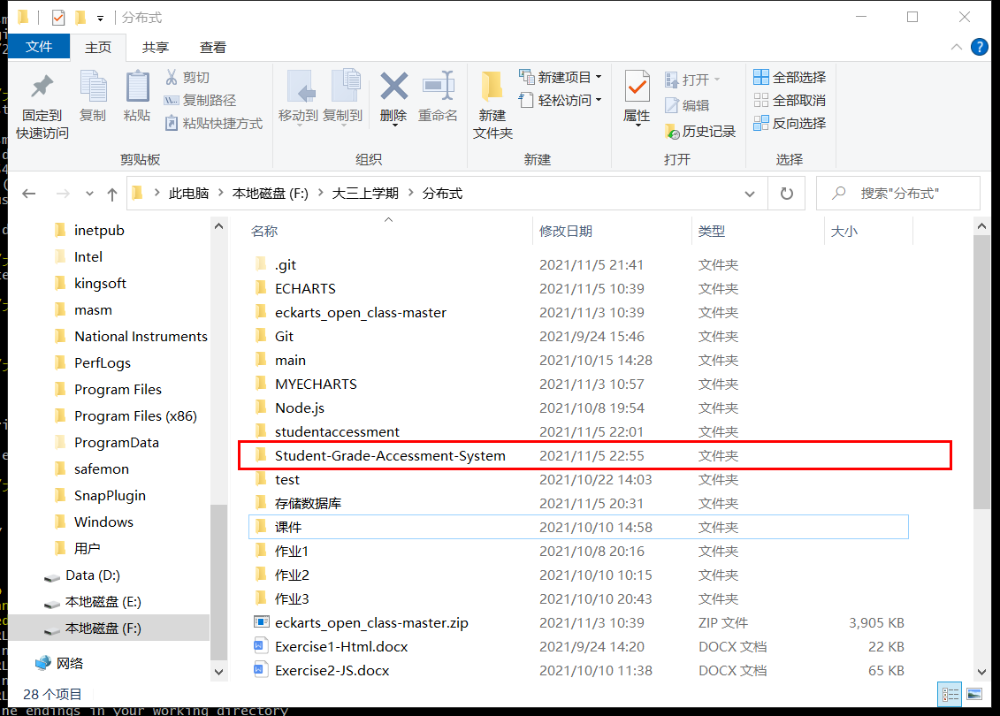 分布式
文件 主页 共享 查看
固定到快速访问 复制 粘贴 剪切 复制路径 粘贴快捷方式 移动到 复制到 删除 重命名 新建文件夹 新建项目 轻松访问 属性 打开 编辑 历史记录 全部选择 全部取消 反向选择
剪贴板 组织 新建 打开 选择
此电脑 > 本地磁盘 (F:) > 大三上学期 > 分布式 搜索"分布式"
inetpub
Intel
kingsoft
masm
National Instruments
PerfLogs
Program Files
Program Files (x86)
ProgramData
safemon
SnapPlugin
Windows
用户
Data (D:)
本地磁盘 (E:)
本地磁盘 (F:)
网络
名称 修改日期 类型 大小
.git 2021/11/5 21:41 文件夹
ECHARTS 2021/11/5 10:39 文件夹
eckarts_open_class-master 2021/11/3 10:39 文件夹
Git 2021/9/24 15:46 文件夹
main 2021/10/15 14:28 文件夹
MYECHARTS 2021/11/3 10:57 文件夹
Node.js 2021/10/8 19:54 文件夹
studentaccessment 2021/11/5 22:01 文件夹
Student-Grade-Accessment-System 2021/11/5 22:55 文件夹
test 2021/10/22 14:03 文件夹
存储数据库 2021/11/5 20:31 文件夹
课件 2021/10/10 14:58 文件夹
作业1 2021/10/8 20:16 文件夹
作业2 2021/10/10 10:15 文件夹
作业3 2021/10/10 20:43 文件夹
eckarts_open_class-master.zip 2021/11/3 10:39 ZIP 文件 3,905 KB
Exercise1-Html.docx 2021/9/24 14:20 DOCX 文档 22 KB
Exercise2-JS.docx 2021/10/10 11:38 DOCX 文档 65 KB
28 个项目
ne endings in your working directory